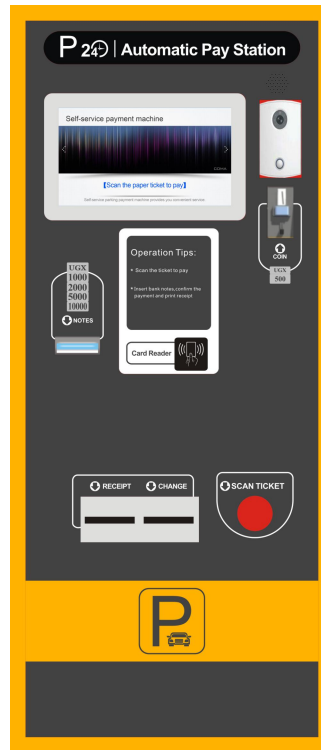 P 24 | Automatic Pay Station
Self-service payment machine
COMA
【Scan the paper ticket to pay】
Self-service parking payment machine provides you convenient service.
COIN
UGX
500
UGX
1000
2000
5000
10000
NOTES
Operation Tips:
• Scan the ticket to pay
• Insert bank notes,confirm the
payment and print receipt
Card Reader
RECEIPT
CHANGE
SCAN TICKET
P